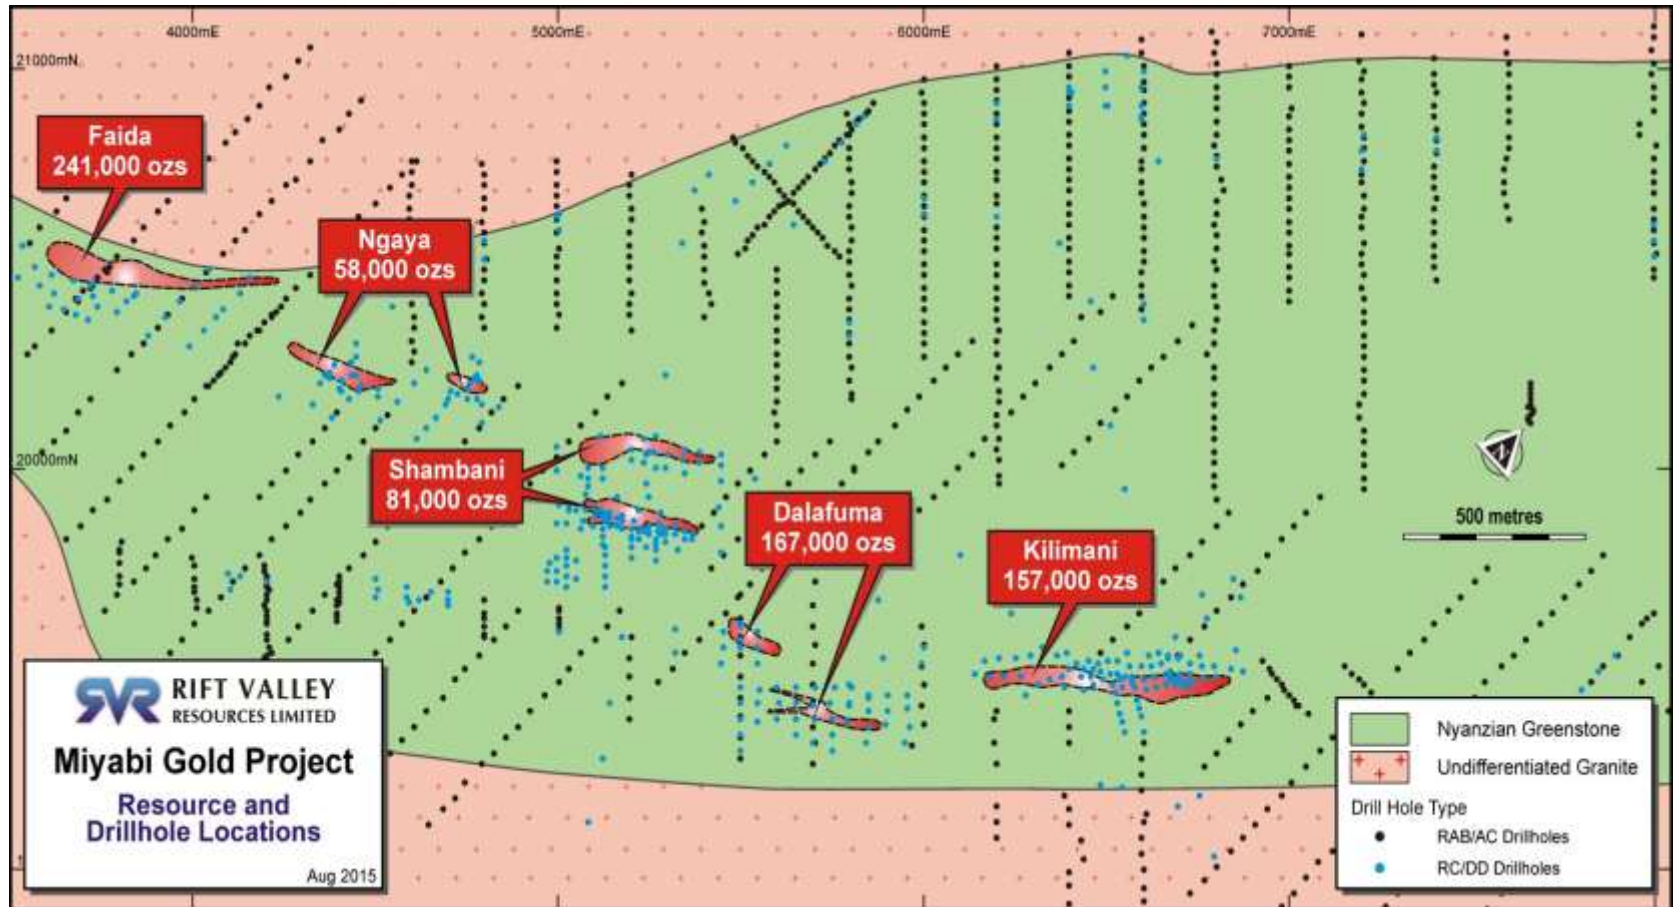 4000mE
5000mE
6000mE
7000mE
21000mN
Faida
241,000 ozs
Ngaya
58,000 ozs
20000mN
Shambani
81,000 ozs
Dalafuma
167,000 ozs
Kilimani
157,000 ozs
500 metres
RIFT VALLEY
RESOURCES LIMITED
Miyabi Gold Project
Resource and
Drillhole Locations
Aug 2015
Nyanzian Greenstone
Undifferentiated Granite
Drill Hole Type
RAB/AC Drillholes
RC/DD Drillholes